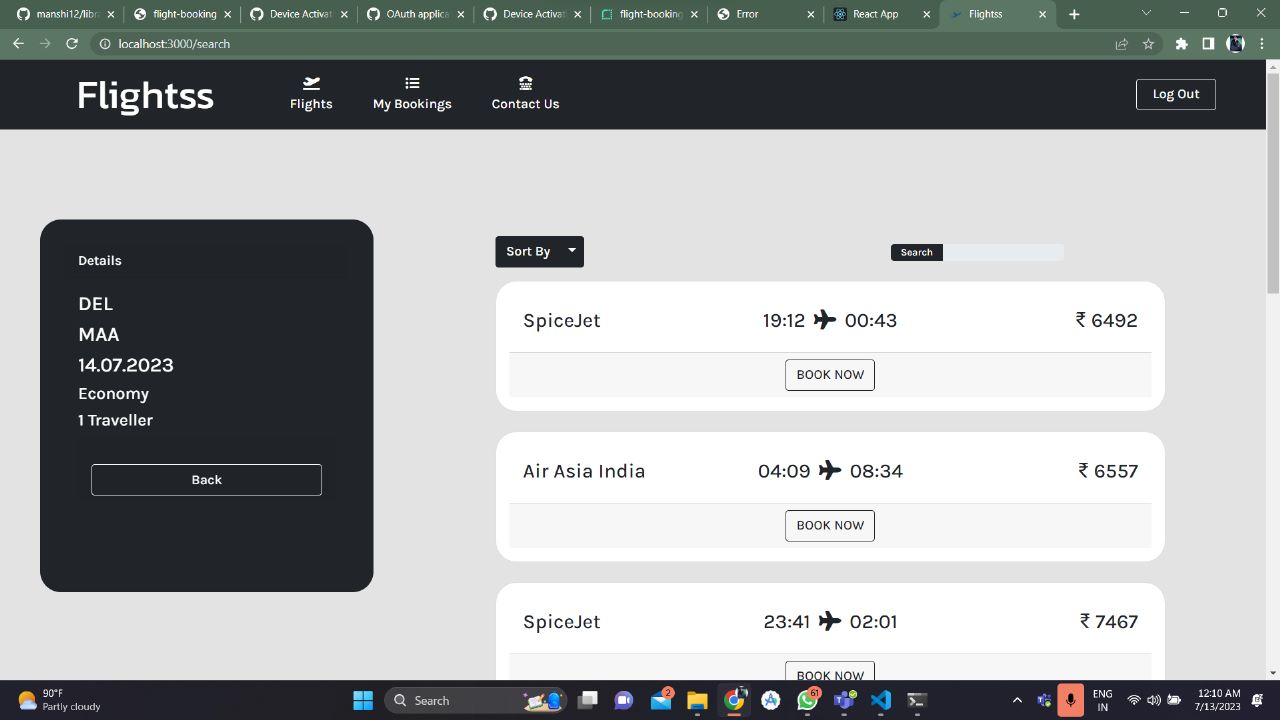 manshi12/libra
flight-booking
Device Activati
OAuth applica
Device Activati
flight-booking
Error
React App
Flightss
localhost:3000/search
Flightss
Flights
My Bookings
Contact Us
Log Out
Details
DEL
MAA
14.07.2023
Economy
1 Traveller
Back
Sort By
Search
SpiceJet 19:12 00:43 ₹ 6492
BOOK NOW
Air Asia India 04:09 08:34 ₹ 6557
BOOK NOW
SpiceJet 23:41 02:01 ₹ 7467
BOOK NOW
90°F
Partly cloudy
Search
2
61
ENG
IN
12:10 AM
7/13/2023